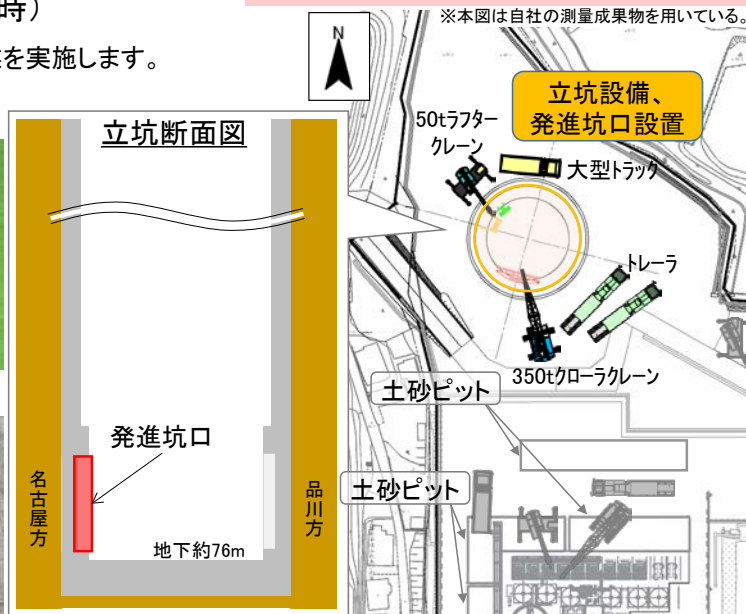 時）
※本図は自社の測量成果物を用いている。
を実施します。
N
立坑設備、
発進坑口設置
立坑断面図
50tラフター
クレーン
大型トラック
トレーラ
350tクローラクレーン
土砂ピット
発進坑口
土砂ピット
名古屋方
品川方
地下約76m